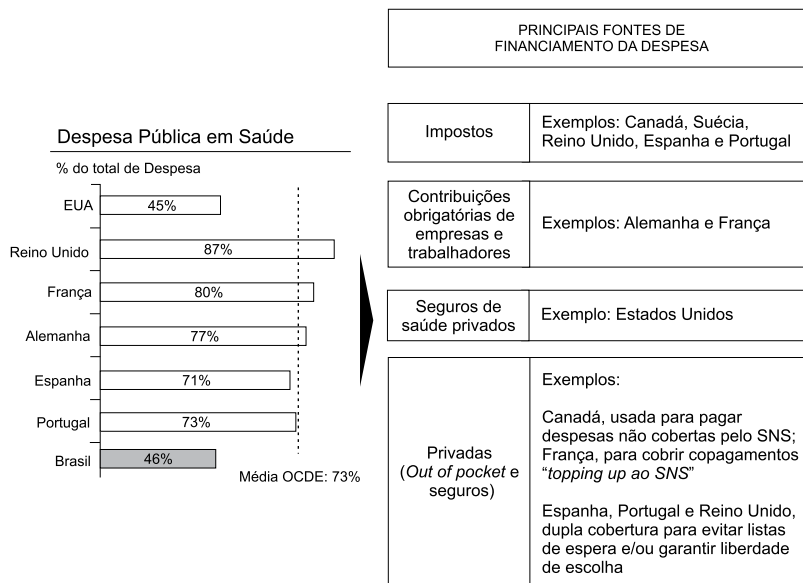 PRINCIPAIS FONTES DE
FINANCIAMENTO DA DESPESA
Despesa Pública em Saúde
% do total de Despesa
EUA
45%
Reino Unido
87%
França
80%
Alemanha
77%
Espanha
71%
Portugal
73%
Brasil
46%
Média OCDE: 73%
Impostos
Exemplos: Canadá, Suécia,
Reino Unido, Espanha e Portugal
Contribuições
obrigatórias de
empresas e
trabalhadores
Exemplos: Alemanha e França
Seguros de
saúde privados
Exemplo: Estados Unidos
Privadas
(Out of pocket e
seguros)
Exemplos:
Canadá, usada para pagar
despesas não cobertas pelo SNS;
França, para cobrir copagamentos
“topping up ao SNS”
Espanha, Portugal e Reino Unido,
dupla cobertura para evitar listas
de espera e/ou garantir liberdade
de escolha